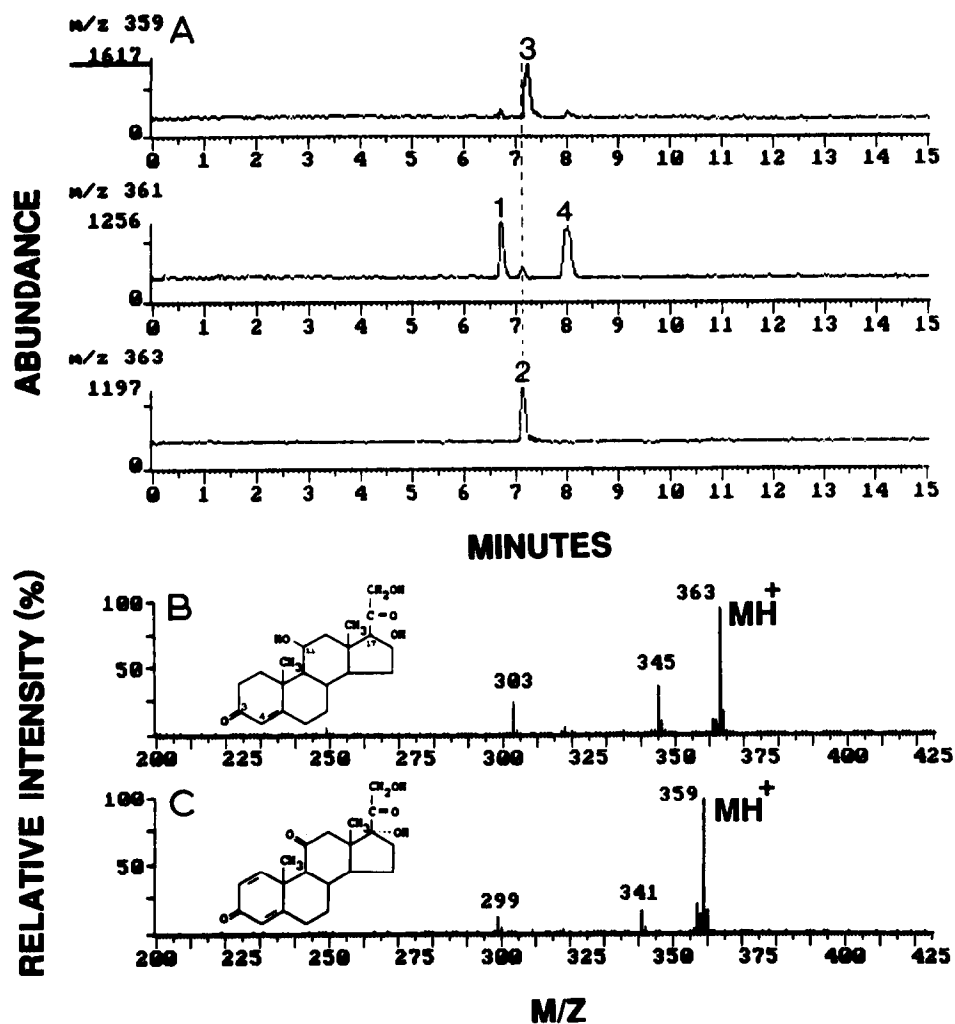 m/z 359 A
1617
3
0
0 1 2 3 4 5 6 7 8 9 10 11 12 13 14 15
m/z 361
1256
1 4
0
0 1 2 3 4 5 6 7 8 9 10 11 12 13 14 15
m/z 363
1197
2
0
0 1 2 3 4 5 6 7 8 9 10 11 12 13 14 15
ABUNDANCE
MINUTES
RELATIVE INTENSITY (%)
100 B
50
CH2OH
C=O
CH3 17 OH
HO 11
CH3
3
O 4
303
345
363
MH+
200 225 250 275 300 325 350 375 400 425
100 C
50
CH2OH
C=O
CH3 OH
O
CH3
O
299
341
359
MH+
200 225 250 275 300 325 350 375 400 425
M/Z